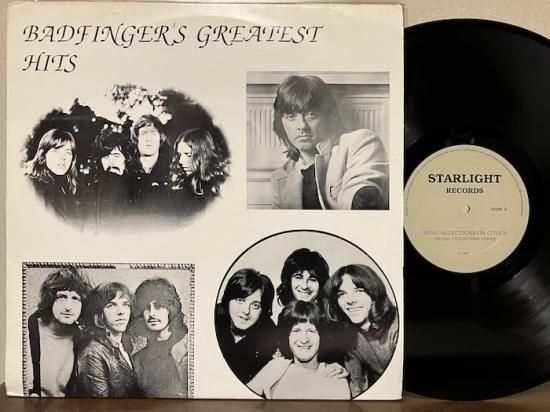 BADFINGER'S GREATEST
HITS
STARLIGHT
RECORDS
SIDE 2
SONG SELECTIONS ON COVER
SPECIAL COLLECTORS SERIES